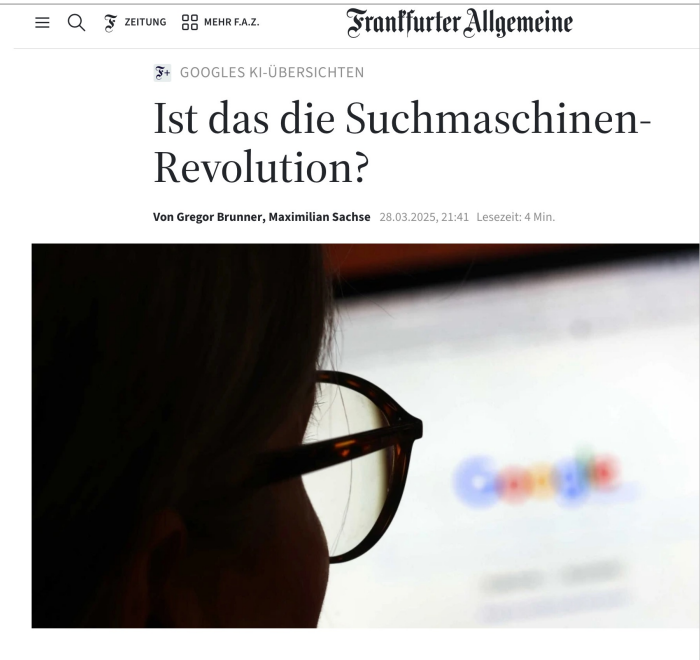 ZEITUNG MEHR F.A.Z. Frankfurter Allgemeine
F+ GOOGLES KI-ÜBERSICHTEN
Ist das die Suchmaschinen-
Revolution?
Von Gregor Brunner, Maximilian Sachse 28.03.2025, 21:41 Lesezeit: 4 Min.
Google